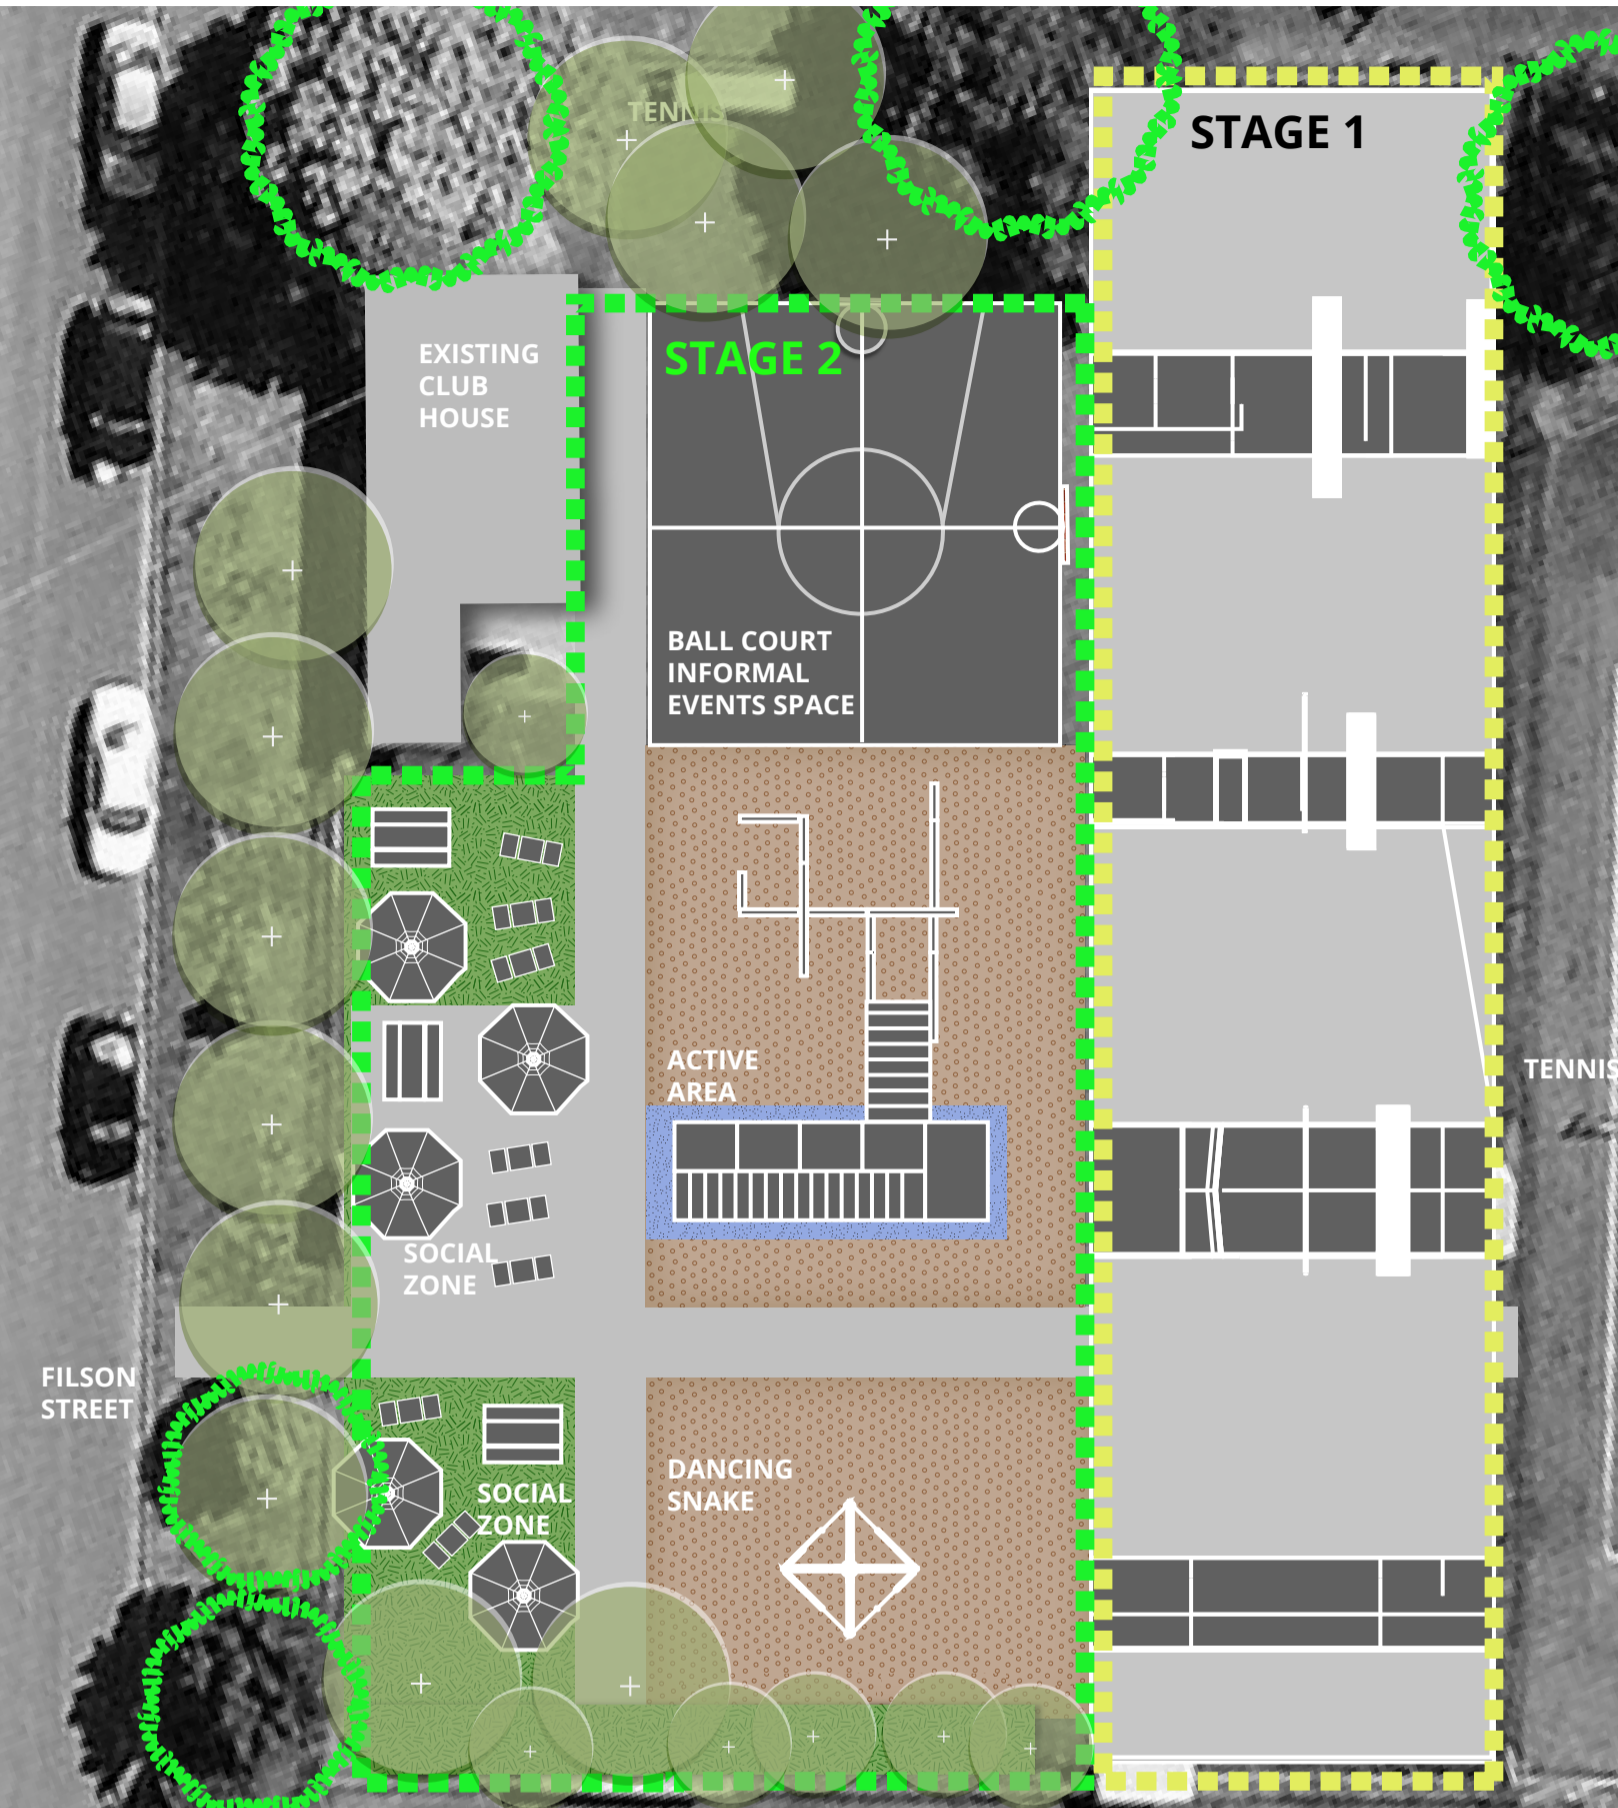 TENNIS
STAGE 1
EXISTING
CLUB
HOUSE
STAGE 2
BALL COURT
INFORMAL
EVENTS SPACE
ACTIVE
AREA
TENNIS
SOCIAL
ZONE
FILSON
STREET
DANCING
SNAKE
SOCIAL
ZONE